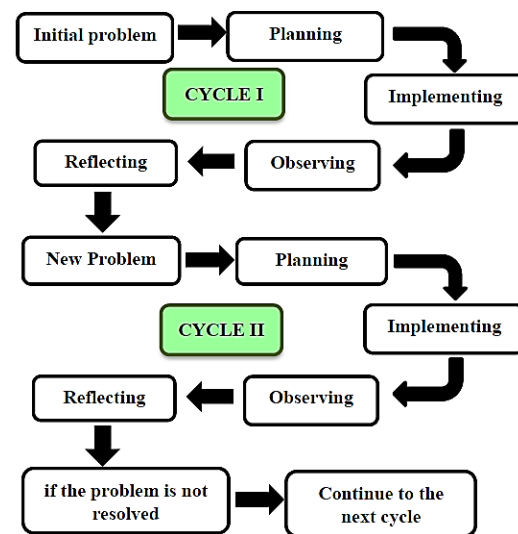 Initial problem
Planning
CYCLE I
Implementing
Reflecting
Observing
New Problem
Planning
CYCLE II
Implementing
Reflecting
Observing
if the problem is not
resolved
Continue to the
next cycle